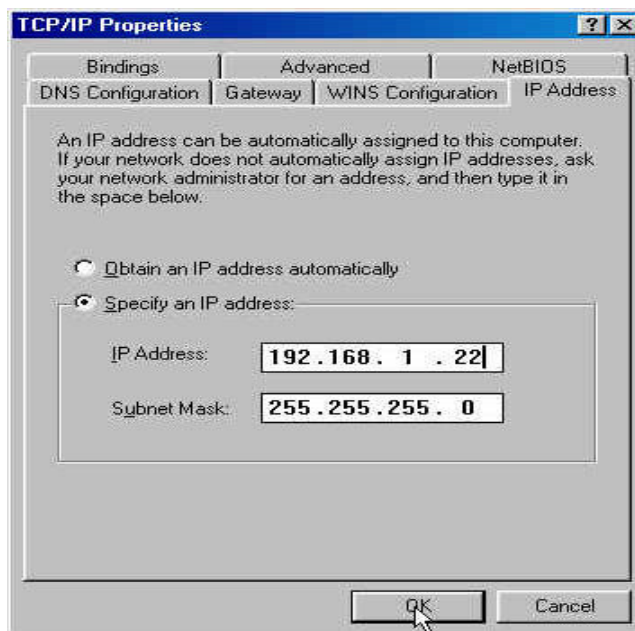 TCP/IP Properties
Bindings Advanced NetBIOS
DNS Configuration Gateway WINS Configuration IP Address
An IP address can be automatically assigned to this computer.
If your network does not automatically assign IP addresses, ask
your network administrator for an address, and then type it in
the space below.
Obtain an IP address automatically
Specify an IP address:
IP Address: 192.168. 1 .22
Subnet Mask: 255.255.255. 0
OK Cancel